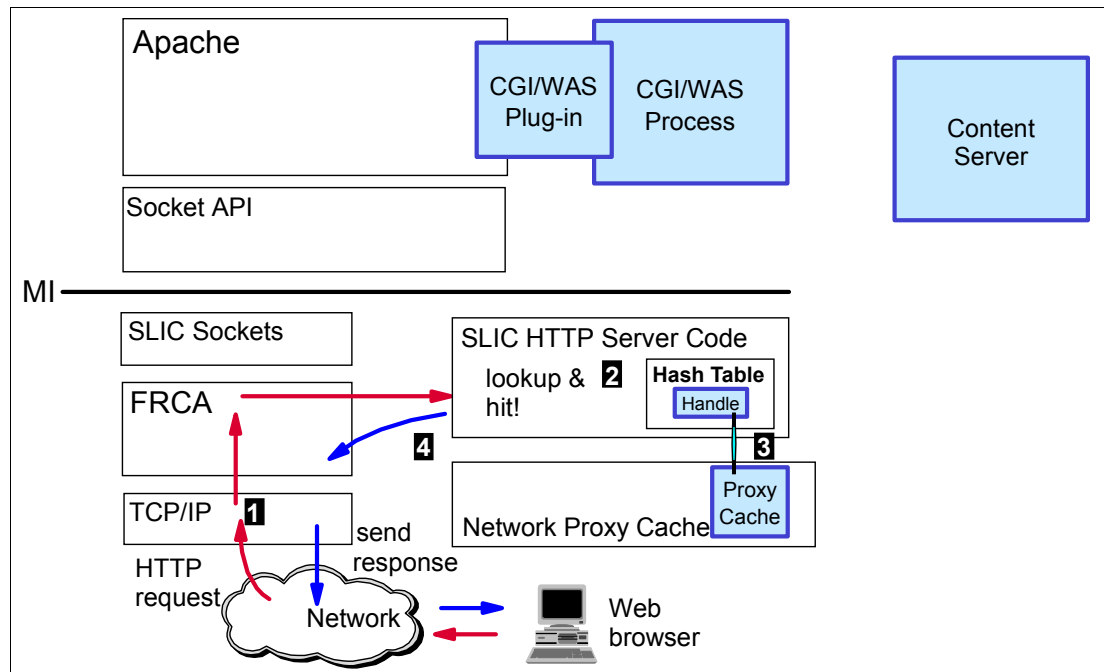 Apache
CGI/WAS
Plug-in
CGI/WAS
Process
Content
Server
Socket API
MI
SLIC Sockets
SLIC HTTP Server Code
lookup & 2
hit!
Hash Table
Handle
FRCA
4
3
TCP/IP 1
Proxy
Cache
Network Proxy Cache
send
response
HTTP
request
Network
Web
browser